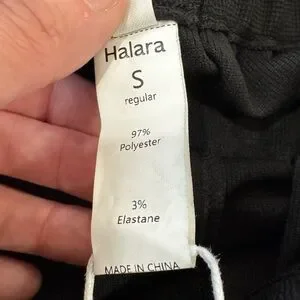 Halara
S
regular
97%
Polyester
3%
Elastane
MADE IN CHINA